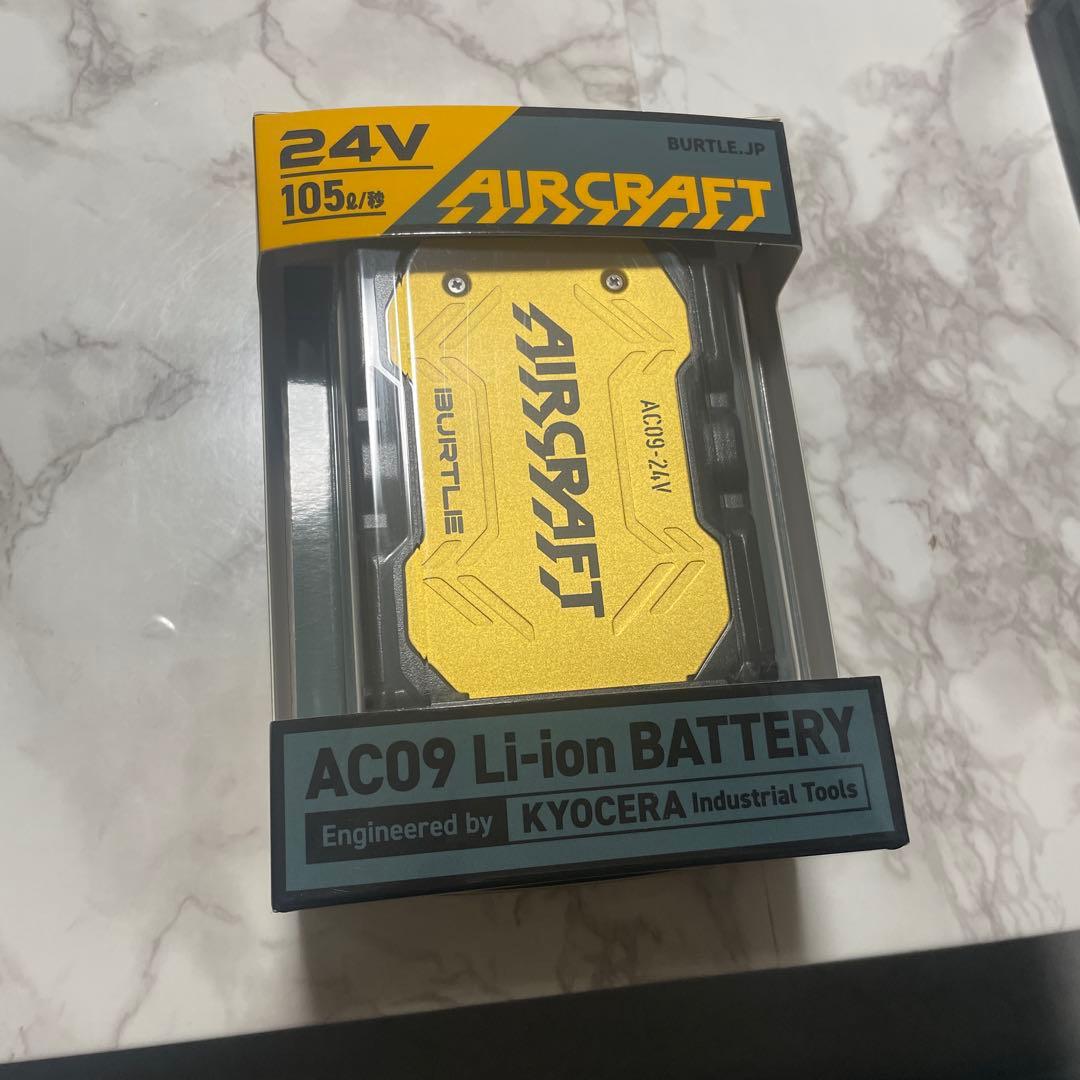 24V
105ℓ/秒
BURTLE.JP
AIRCRAFT
AIRCRAFT
BURTLE
AC09-24V
AC09 Li-ion BATTERY
Engineered by KYOCERA Industrial Tools